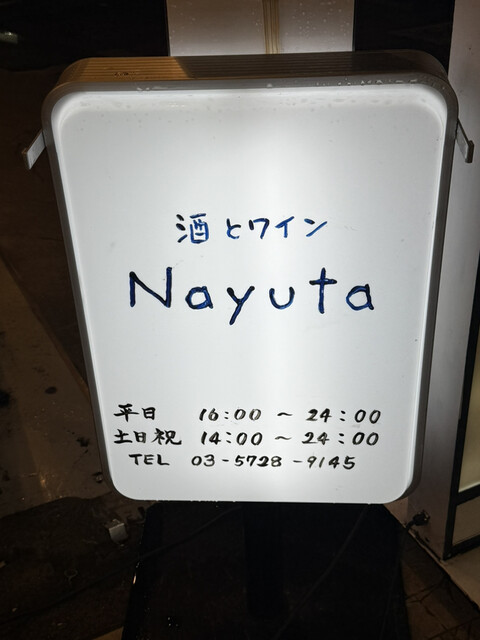 酒とワイン
Nayuta
平日 16:00 ～ 24:00
土日祝 14:00 ～ 24:00
TEL 03-5728-9145